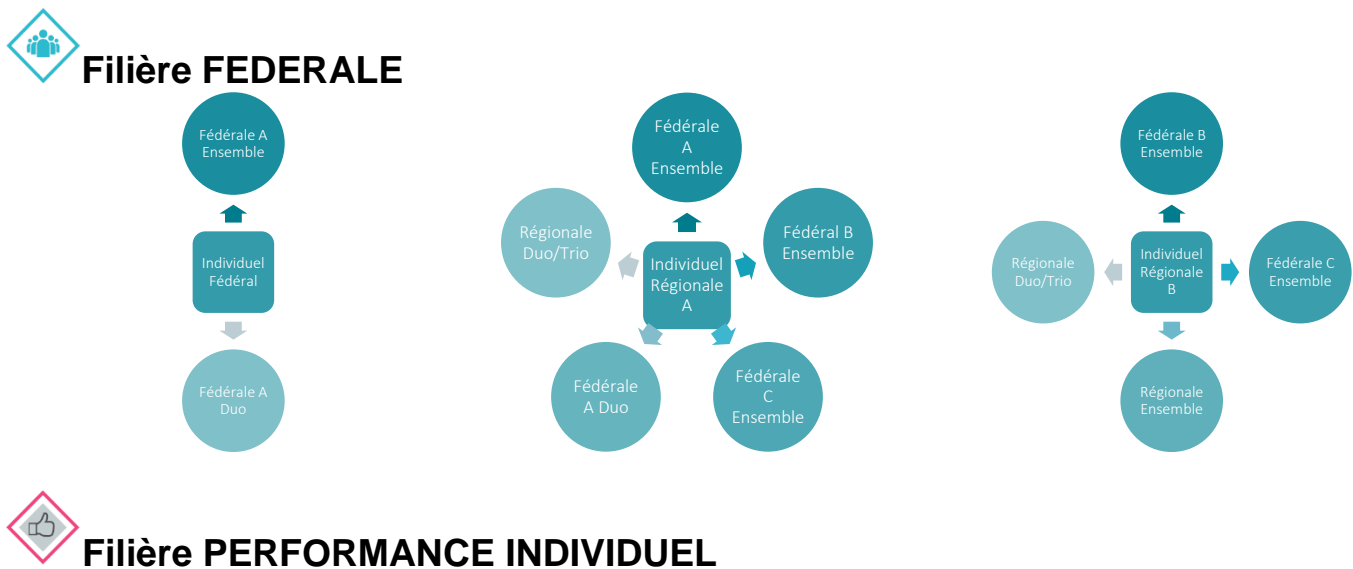 Filière FEDERALE
Fédérale A
Ensemble
Individuel
Fédéral
Fédérale A
Duo
Fédérale
A
Ensemble
Régionale
Duo/Trio
Fédéral B
Ensemble
Individuel
Régionale
A
Fédérale
A Duo
Fédérale
C
Ensemble
Fédérale B
Ensemble
Régionale
Duo/Trio
Individuel
Régionale
B
Fédérale C
Ensemble
Régionale
Ensemble
Filière PERFORMANCE INDIVIDUEL